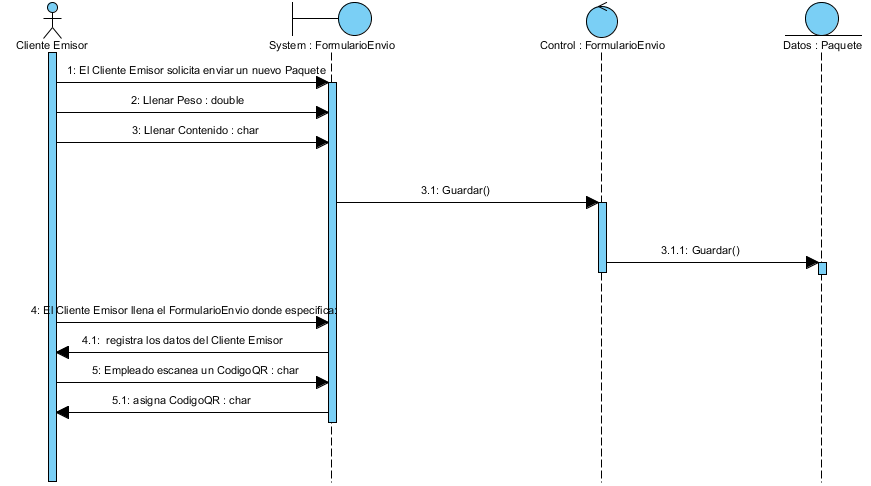 Cliente Emisor
System : FormularioEnvio
Control : FormularioEnvio
Datos : Paquete
1: El Cliente Emisor solicita enviar un nuevo Paquete
2: Llenar Peso : double
3: Llenar Contenido : char
3.1: Guardar()
3.1.1: Guardar()
4: El Cliente Emisor llena el FormularioEnvio donde especifica:
4.1: registra los datos del Cliente Emisor
5: Empleado escanea un CodigoQR : char
5.1: asigna CodigoQR : char